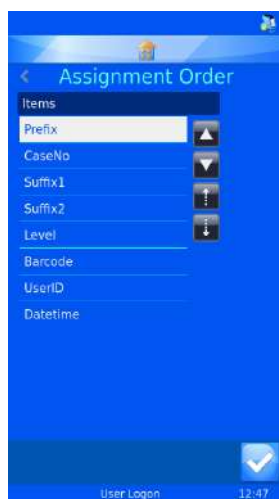 Assignment Order
Items
Prefix
CaseNo
Suffix1
Suffix2
Level
Barcode
UserID
Datetime
User Logon 12:47